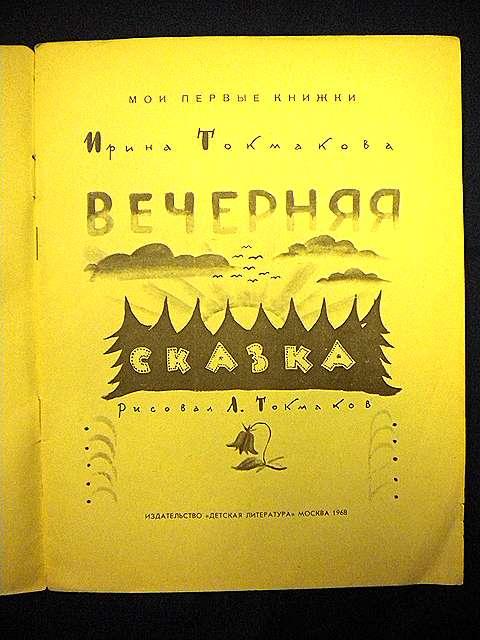 МОИ ПЕРВЫЕ КНИЖКИ
Ирина Токмакова
ВЕЧЕРНЯЯ
СКАЗКА
Рисовал Л. Токмаков
ИЗДАТЕЛЬСТВО «ДЕТСКАЯ ЛИТЕРАТУРА» МОСКВА 1968